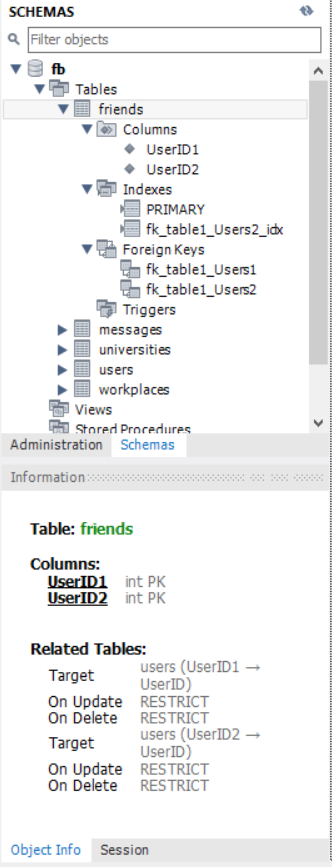 SCHEMAS
Filter objects
fb
Tables
friends
Columns
UserID1
UserID2
Indexes
PRIMARY
fk_table1_Users2_idx
Foreign Keys
fk_table1_Users1
fk_table1_Users2
Triggers
messages
universities
users
workplaces
Views
Stored Procedures
Administration Schemas
Information
Table: friends
Columns:
UserID1 int PK
UserID2 int PK
Related Tables:
Target users (UserID1 →
UserID)
On Update RESTRICT
On Delete RESTRICT
Target users (UserID2 →
UserID)
On Update RESTRICT
On Delete RESTRICT
Object Info Session